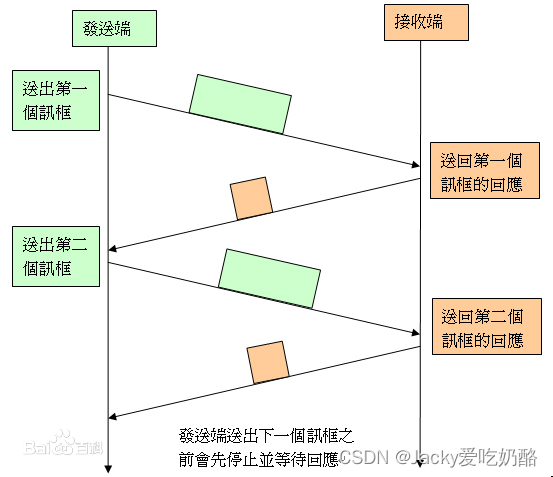 發送端
接收端
送出第一
個訊框
送回第一個
訊框的回應
送出第二
個訊框
送回第二個
訊框的回應
發送端送出下一個訊框之
前會先停止並等待回應
Baidu百科
CSDN @Jacky爱吃奶酪